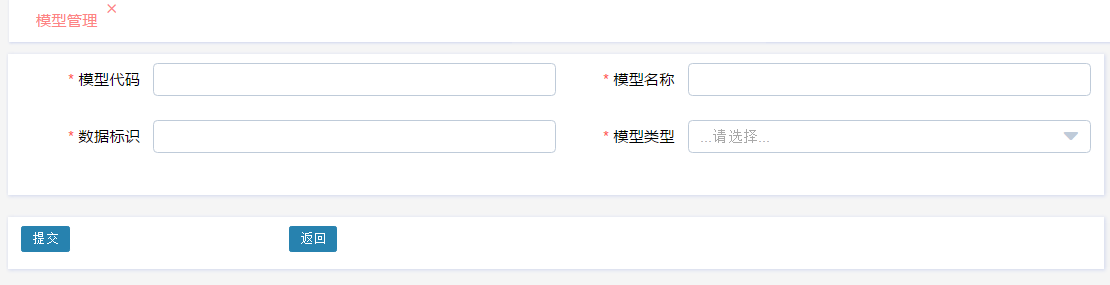 模型管理 ×
* 模型代码
* 模型名称
* 数据标识
* 模型类型 ...请选择...
提交
返回